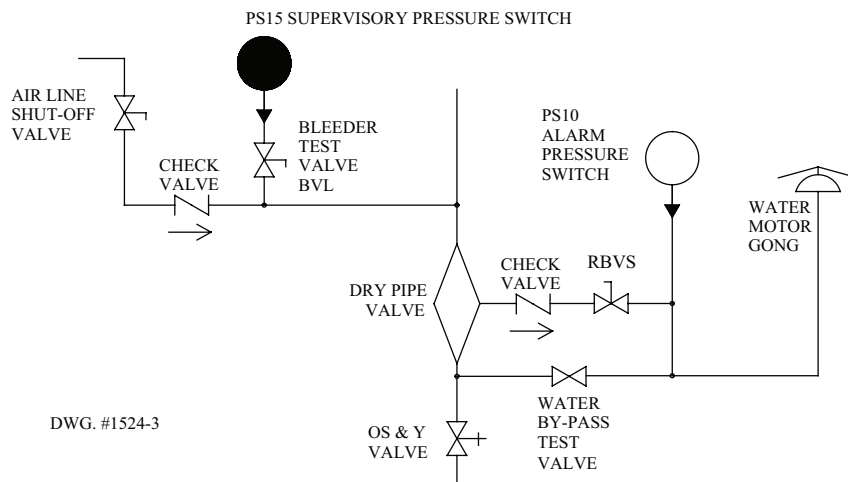 PS15 SUPERVISORY PRESSURE SWITCH
AIR LINE
SHUT-OFF
VALVE
BLEEDER
TEST
VALVE
BVL
CHECK
VALVE
PS10
ALARM
PRESSURE
SWITCH
WATER
MOTOR
GONG
DRY PIPE
VALVE
CHECK
VALVE
RBVS
WATER
BY-PASS
TEST
VALVE
OS & Y
VALVE
DWG. #1524-3